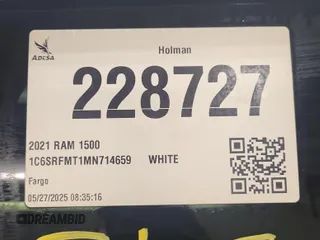 ADESA
Holman
228727
2021 RAM 1500
1C6SRFMT1MN714659 WHITE
Fargo
05/27/2025 08:35:16
DREAMBID